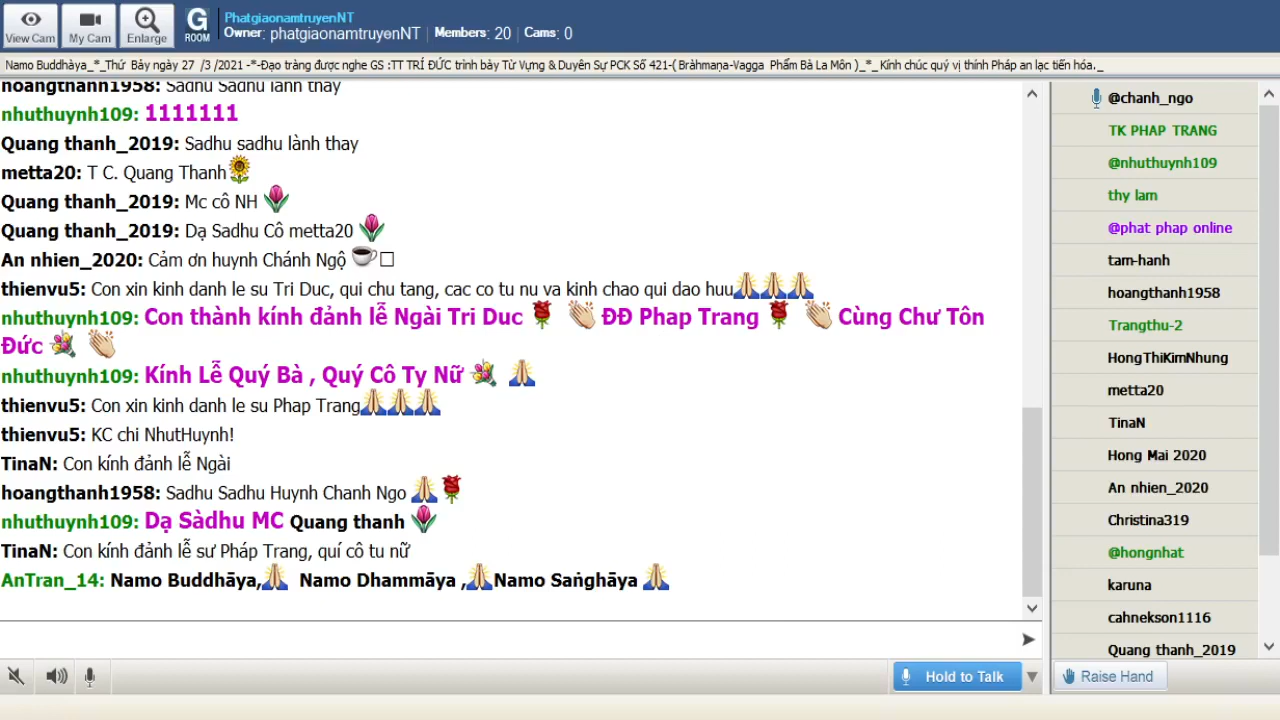 View Cam
My Cam
Enlarge
G
ROOM
PhatgiaonamtruyenNT
Owner: phatgiaonamtruyenNT | Members: 20 | Cams: 0
Namo Buddhàya_*_Thứ Bảy ngày 27 /3 /2021 -*-Đạo tràng được nghe GS :TT TRÍ ĐỨC trình bày Từ Vựng & Duyên Sự PCK Số 421-( Bràhmaṇa-Vagga Phẩm Bà La Môn )_*_ Kính chúc quý vị thính Pháp an lạc tiến hóa._
hoangthanh1958: Sadhu Sadhu lành thay
nhuthuynh109: 1111111
Quang thanh_2019: Sadhu sadhu lành thay
metta20: T C. Quang Thanh🌻
Quang thanh_2019: Mc cô NH 🌷
Quang thanh_2019: Dạ Sadhu Cô metta20 🌷
An nhien_2020: Cảm ơn huynh Chánh Ngộ ☕□
thienvu5: Con xin kinh danh le su Tri Duc, qui chu tang, cac co tu nu va kinh chao qui dao huu🙏🙏🙏
nhuthuynh109: Con thành kính đảnh lễ Ngài Tri Duc🌹 👏 ĐĐ Phap Trang 🌹 👏 Cùng Chư Tôn
Đức 💐 👏
nhuthuynh109: Kính Lễ Quý Bà , Quý Cô Ty Nữ 💐 🙏
thienvu5: Con xin kinh danh le su Phap Trang🙏🙏🙏
thienvu5: KC chi NhutHuynh!
TinaN: Con kính đảnh lễ Ngài
hoangthanh1958: Sadhu Sadhu Huynh Chanh Ngo 🙏🌹
nhuthuynh109: Dạ Sàdhu MC Quang thanh 🌷
TinaN: Con kính đảnh lễ sư Pháp Trang, quí cô tu nữ
AnTran_14: Namo Buddhāya,🙏 Namo Dhammāya ,🙏Namo Saṅghāya 🙏
Hold to Talk
@chanh_ngo
TK PHAP TRANG
@nhuthuynh109
thy lam
@phat phap online
tam-hanh
hoangthanh1958
Trangthu-2
HongThiKimNhung
metta20
TinaN
Hong Mai 2020
An nhien_2020
Christina319
@hongnhat
karuna
cahnekson1116
Quang thanh_2019
Raise Hand